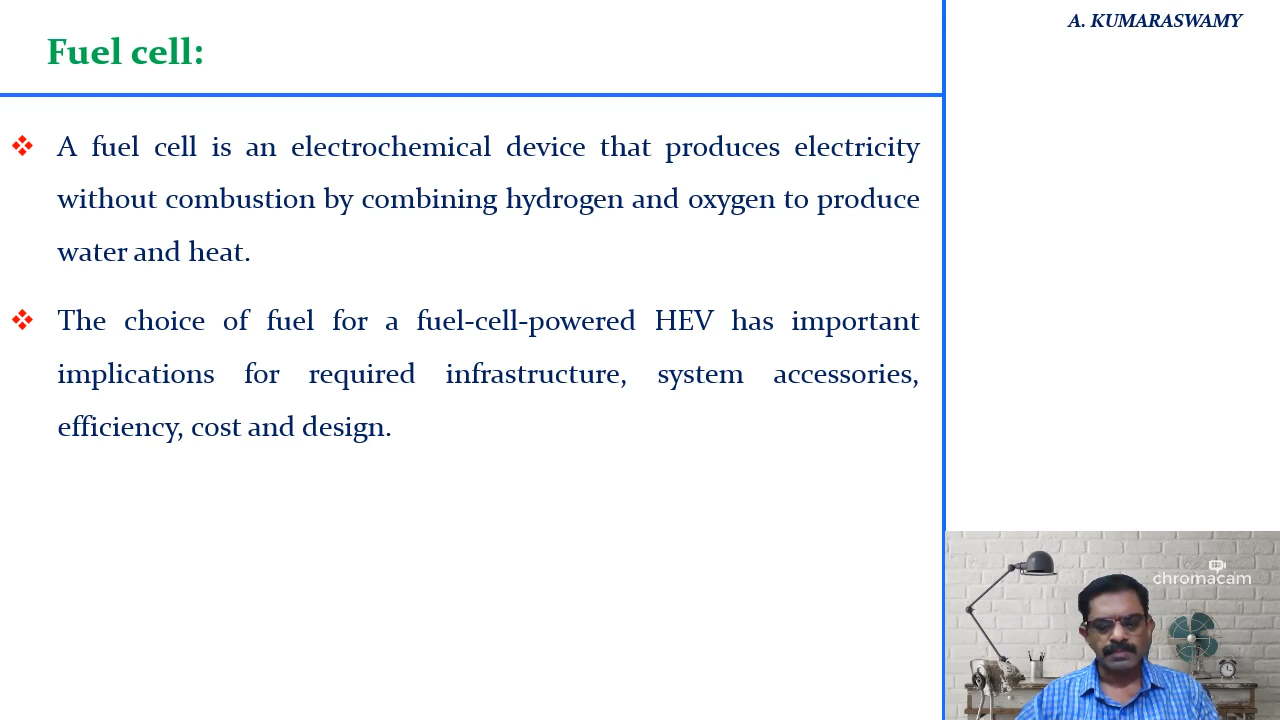 A. KUMARASWAMY
Fuel cell:
A fuel cell is an electrochemical device that produces electricity
without combustion by combining hydrogen and oxygen to produce
water and heat.
The choice of fuel for a fuel-cell-powered HEV has important
implications for required infrastructure, system accessories,
efficiency, cost and design.
chromacam